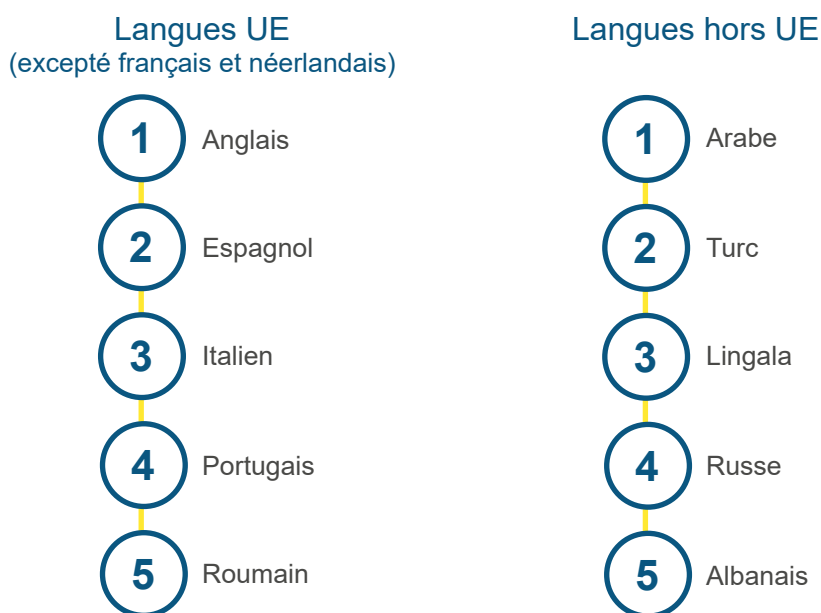 Langues UE
(excepté français et néerlandais)
1 Anglais
2 Espagnol
3 Italien
4 Portugais
5 Roumain
Langues hors UE
1 Arabe
2 Turc
3 Lingala
4 Russe
5 Albanais